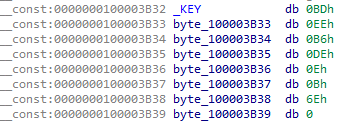 __const:0000000100003B32 _KEY db 0BDh
__const:0000000100003B33 byte_100003B33 db 0EEh
__const:0000000100003B34 byte_100003B34 db 0B6h
__const:0000000100003B35 byte_100003B35 db 0DEh
__const:0000000100003B36 byte_100003B36 db 0Eh
__const:0000000100003B37 byte_100003B37 db 0Bh
__const:0000000100003B38 byte_100003B38 db 6Eh
__const:0000000100003B39 byte_100003B39 db 0